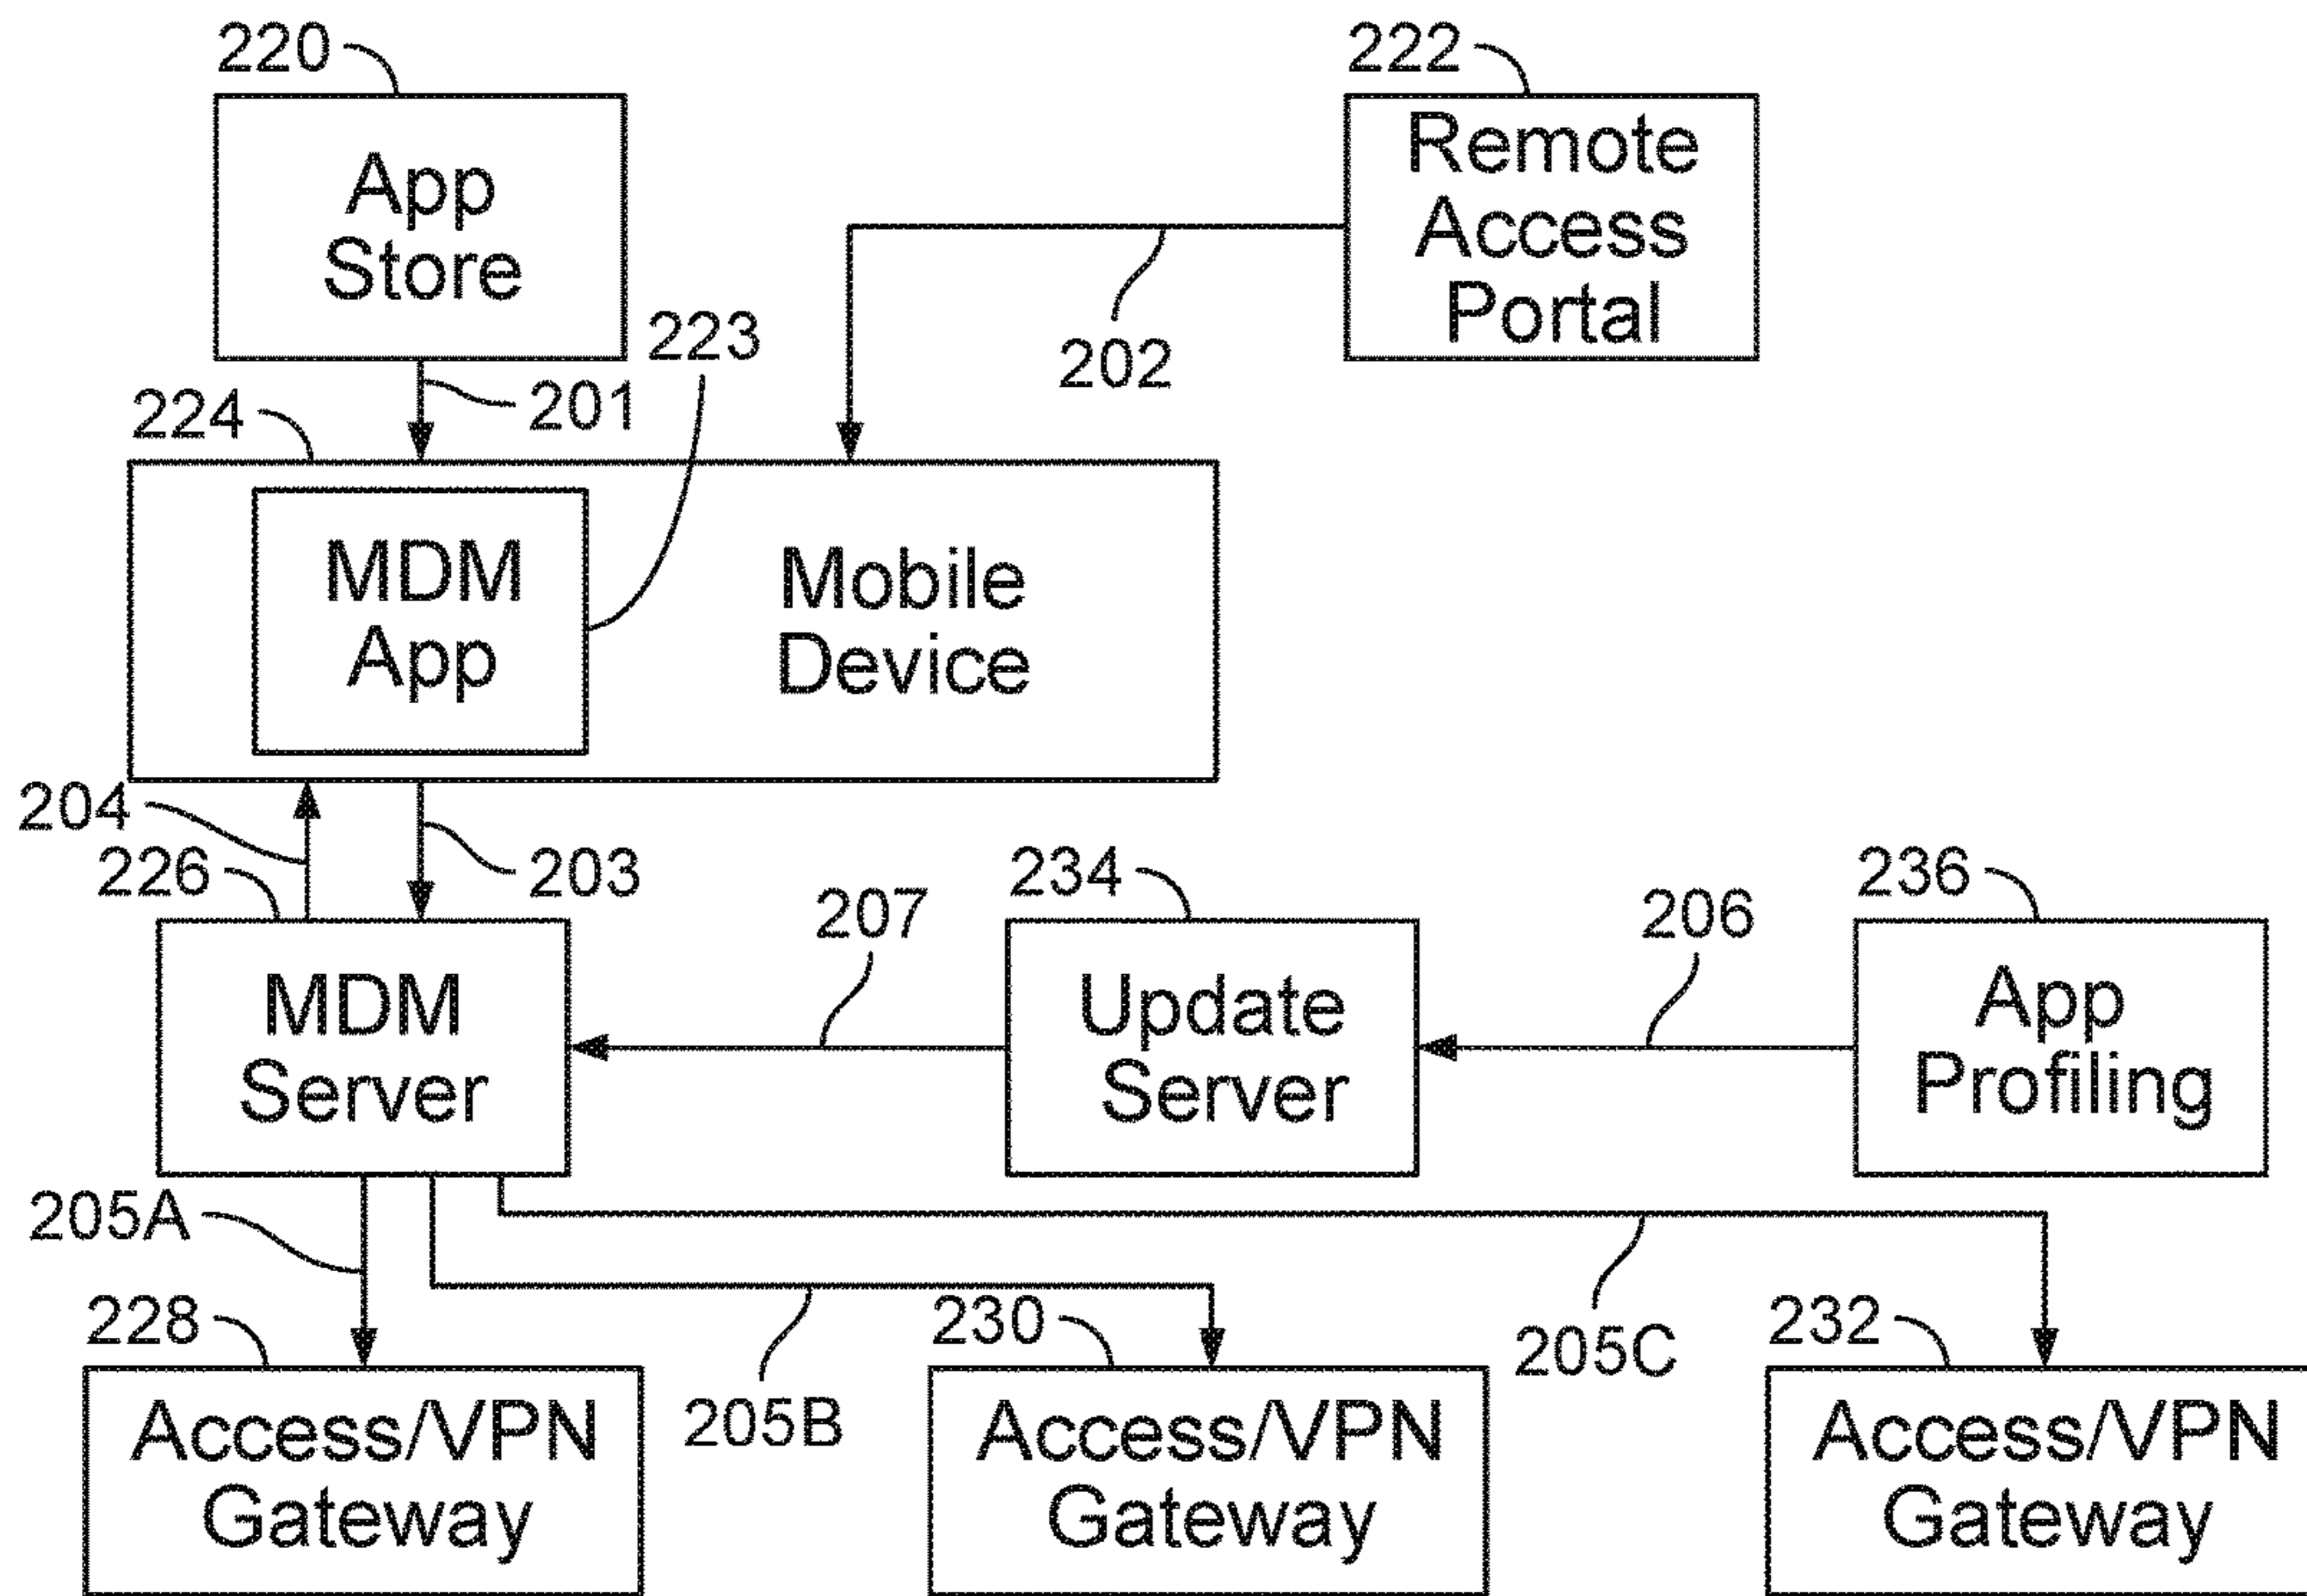 220
222
App
Store
Remote
Access
Portal
223
202
201
224
MDM
App
Mobile
Device
204
203
226
234
236
207
206
MDM
Server
Update
Server
App
Profiling
205A
228
230
205C
232
205B
Access/VPN
Gateway
Access/VPN
Gateway
Access/VPN
Gateway